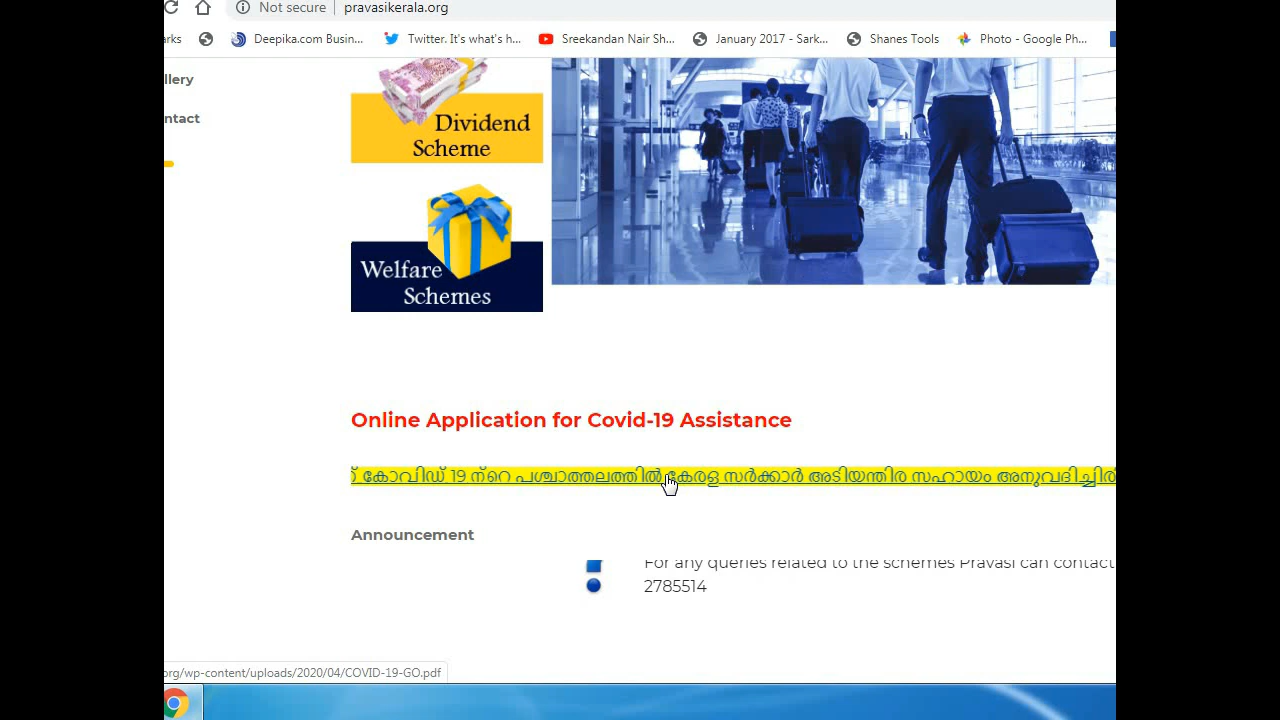 Not secure
pravasikerala.org
arks
Deepika.com Busin...
Twitter. It's what's h...
Sreekandan Nair Sh...
January 2017 - Sark...
Shanes Tools
Photo - Google Ph...
llery
ntact
Dividend
Scheme
Welfare
Schemes
Online Application for Covid-19 Assistance
് കോവിഡ് 19 ന്റെ പശ്ചാത്തലത്തിൽ കേരള സർക്കാർ അടിയന്തിര സഹായം അനുവദിച്ചിര
Announcement
For any queries related to the schemes Pravasi can contact
2785514
org/wp-content/uploads/2020/04/COVID-19-GO.pdf